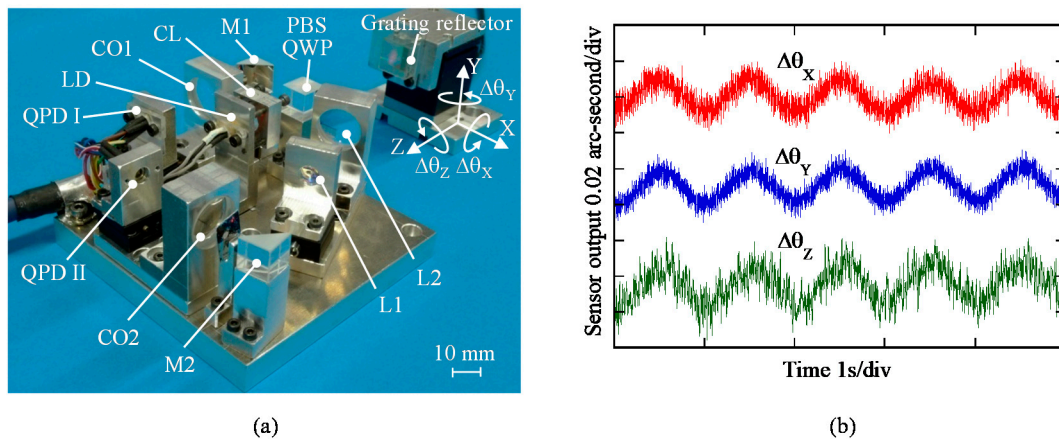 M1
PBS
QWP
Grating reflector
CL
CO1
LD
QPD I
Y
ΔθY
X
Z
ΔθZ
ΔθX
QPD II
L2
L1
CO2
M2
10 mm
(a)
Sensor output 0.02 arc-second/div
ΔθX
ΔθY
ΔθZ
Time 1s/div
(b)